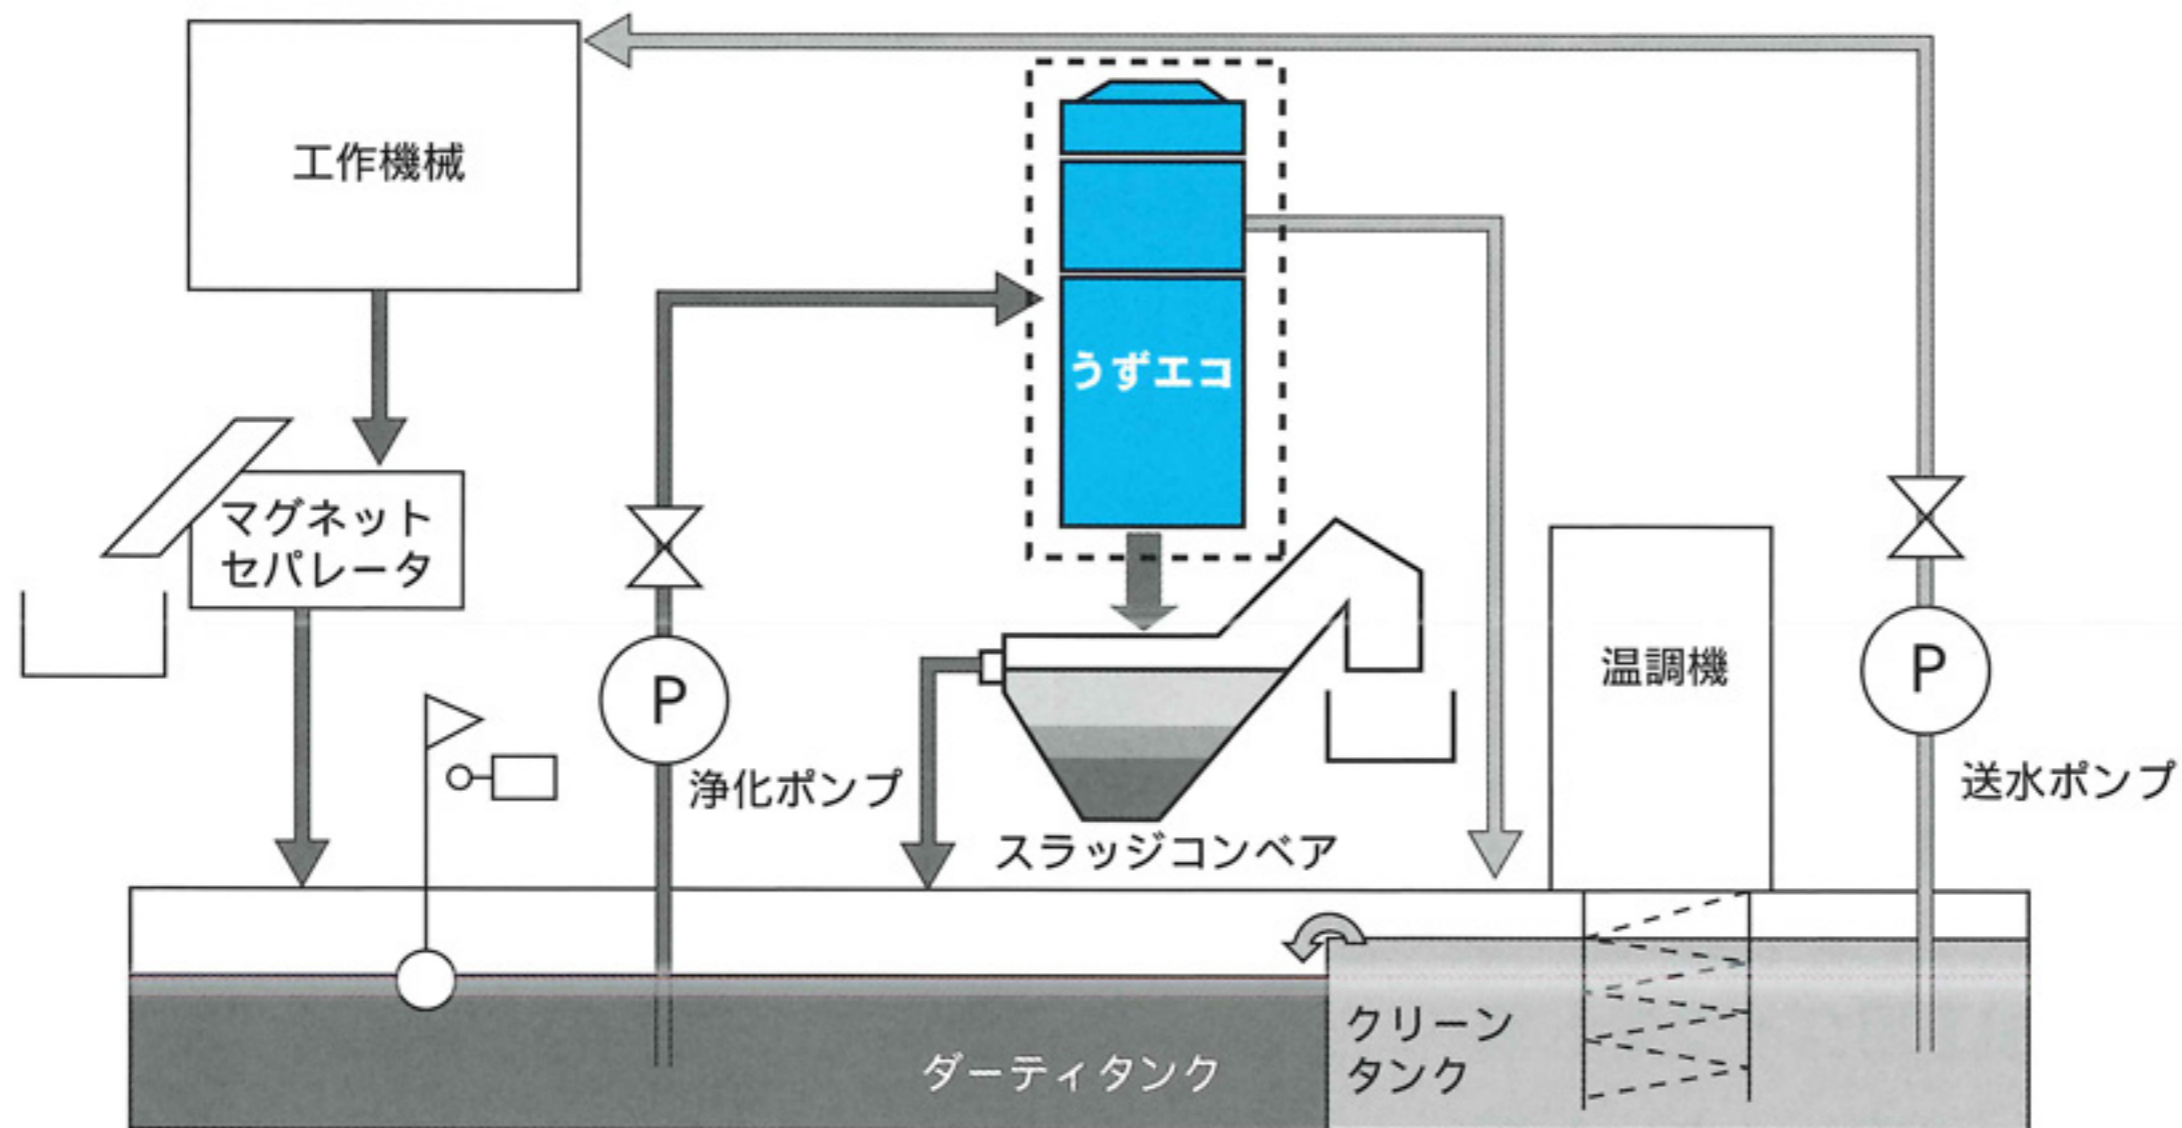 工作機械
うずエコ
マグネット
セパレータ
P
温調機
P
浄化ポンプ
送水ポンプ
スラッジコンベア
クリーン
タンク
ダーティタンク